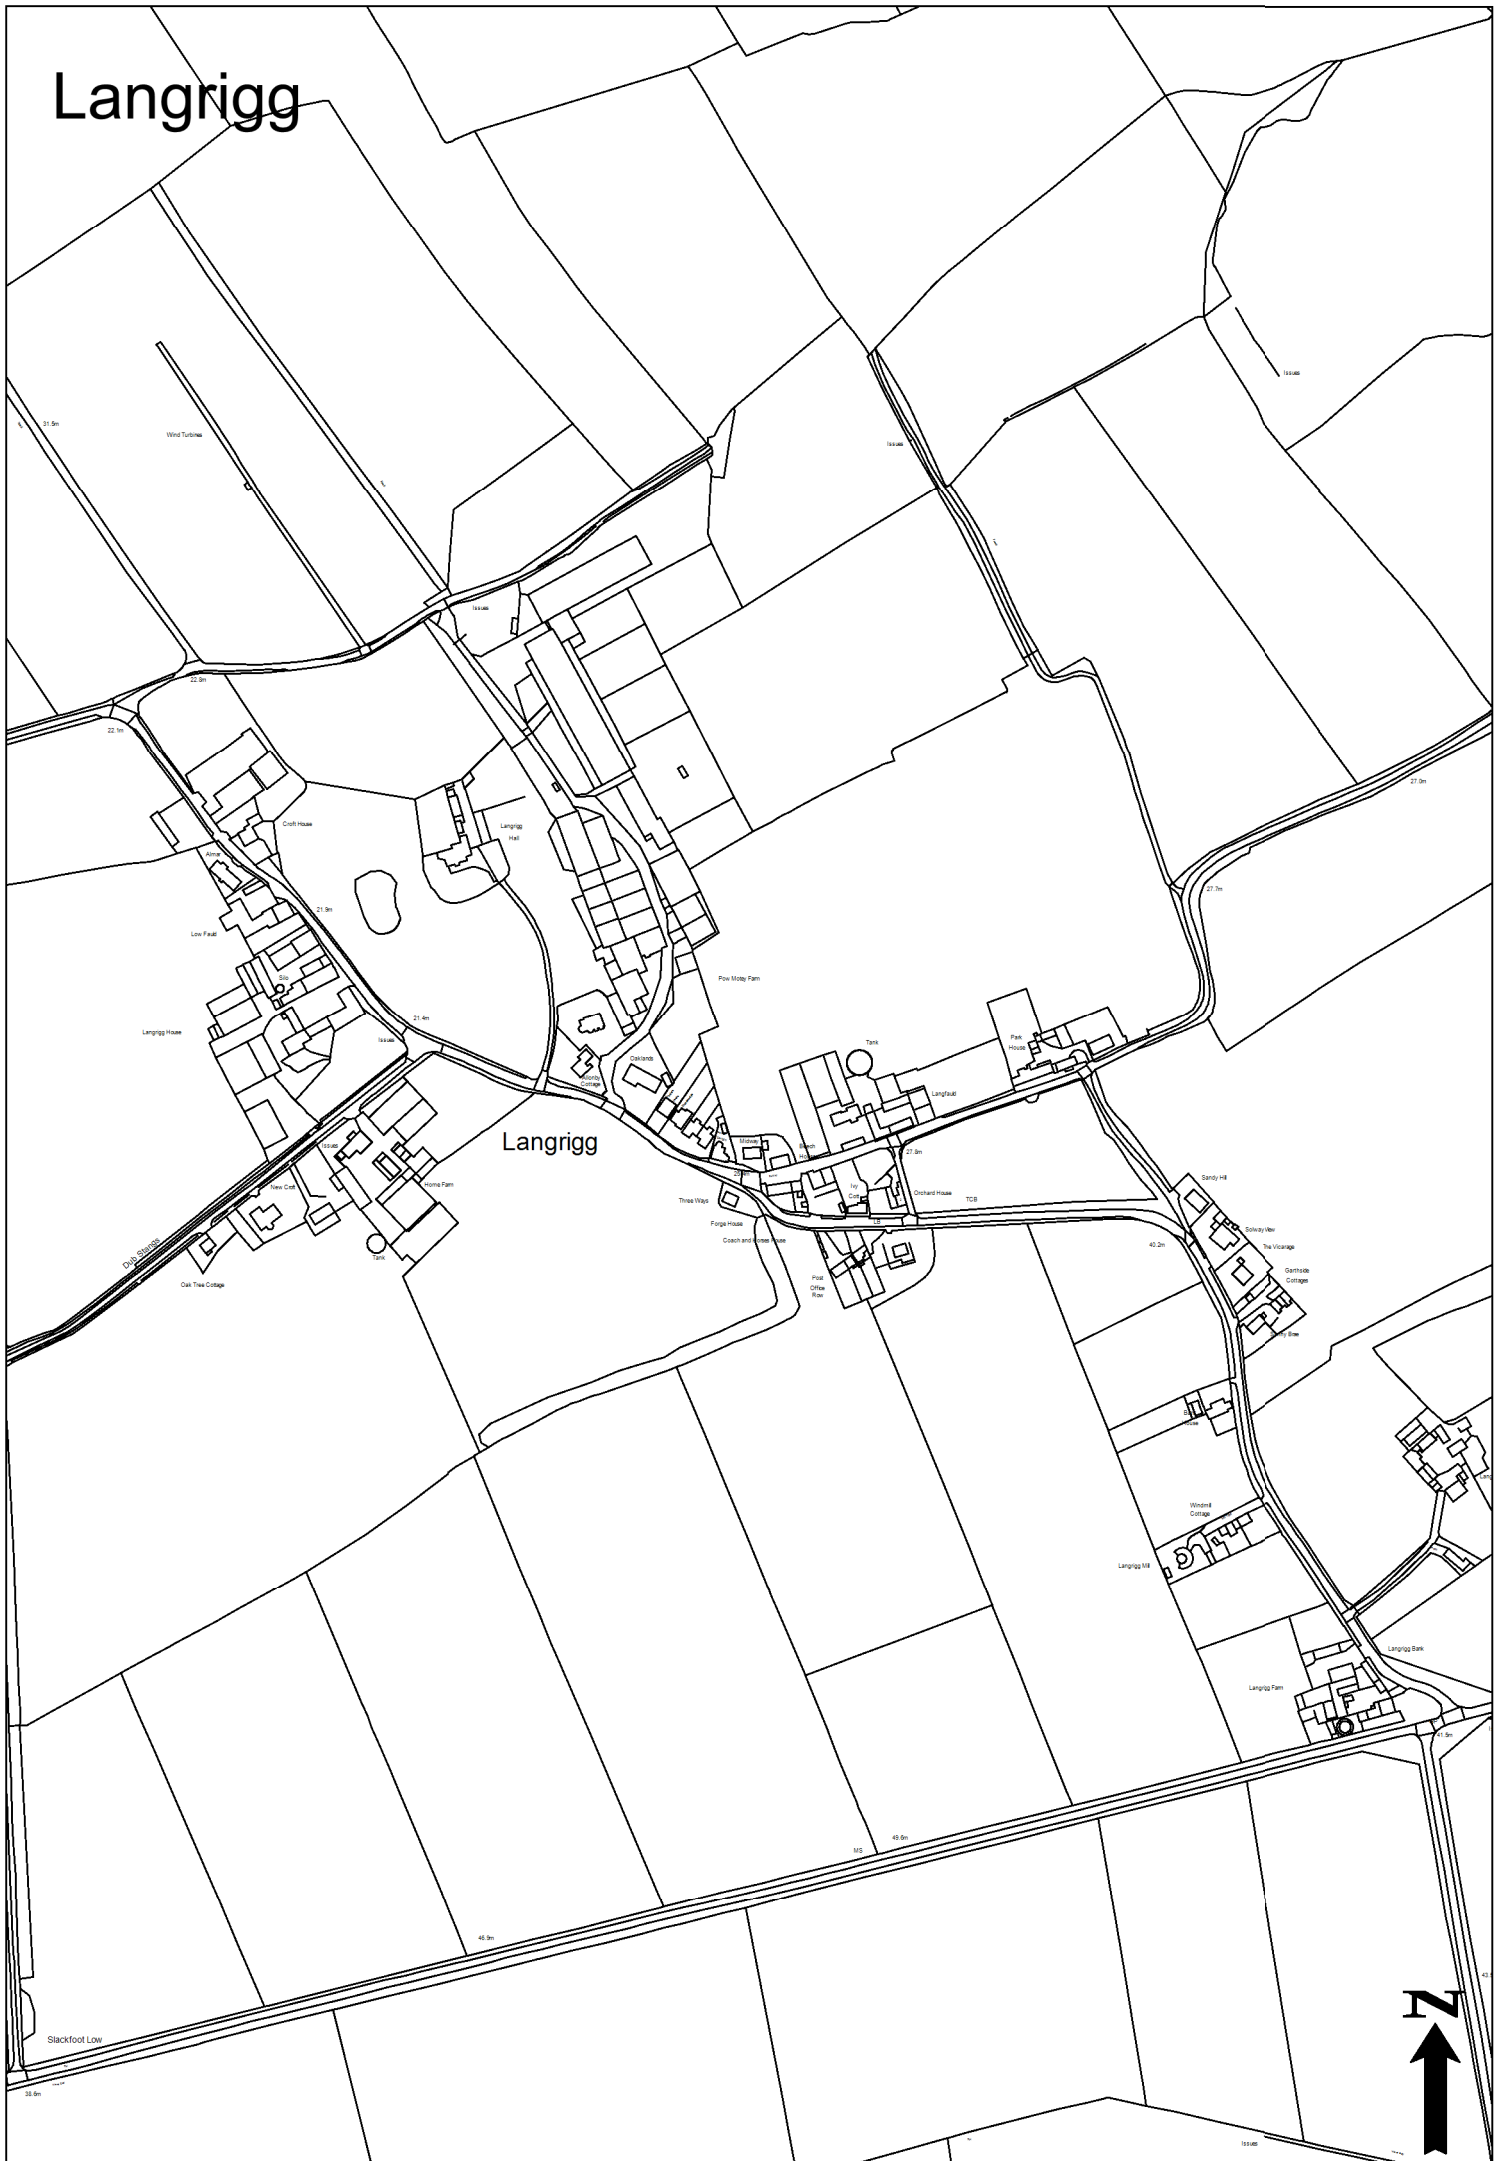 Langrigg
Issues
31.5m
Wind Turbines
Issues
Issues
22.8m
22.1m
27.0m
Croft House
Langrigg
Hall
Almar
27.7m
21.9m
Low Fauld
Silo
Pow Motey Farm
21.4m
Langrigg House
Issues
Park
House
Tank
Oaklands
Cottage
Langfauld
Langrigg
Midway
Issues
27.8m
Sandy Hill
Home Farm
New Croft
Ivy
Cott
Orchard House
Three Ways
TCB
LB
Forge House
Solway View
Coach and Horses House
40.2m
The Vicarage
Dub Stangs
Tank
Oak Tree Cottage
Post
Office
Row
Garthside
Cottages
House
Windmill
Cottage
Langrigg Mill
Langrigg Bank
Langrigg Farm
41.5m
49.6m
MS
45.9m
N
Slackfoot Low
38.6m
Issues